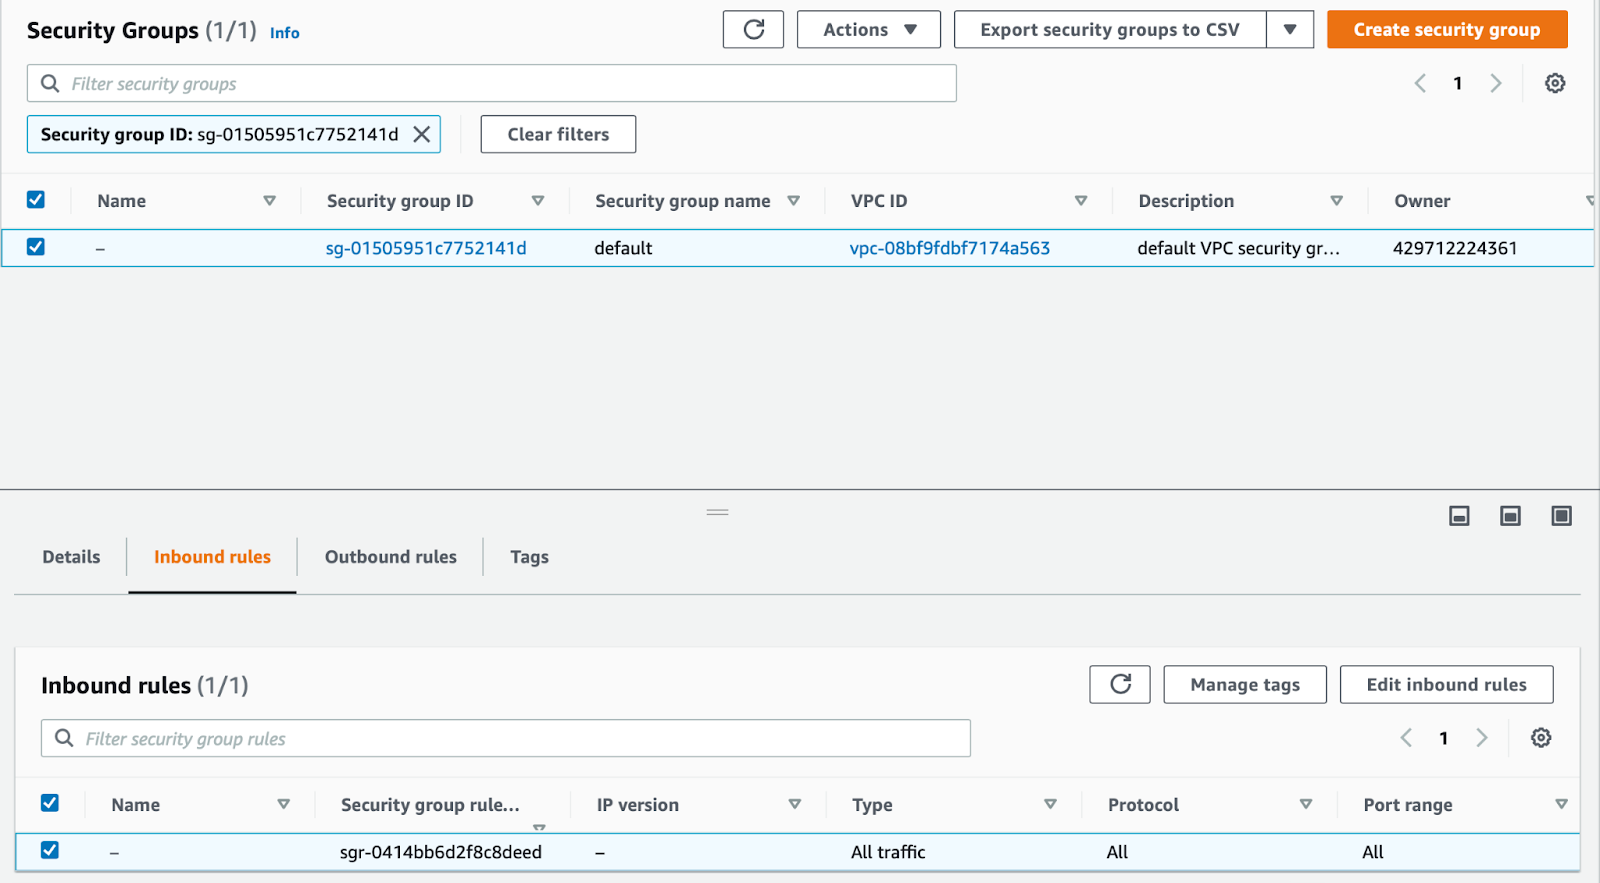 Security Groups (1/1) Info Actions Export security groups to CSV Create security group
Filter security groups 1
Security group ID: sg-01505951c7752141d Clear filters
Name Security group ID Security group name VPC ID Description Owner
– sg-01505951c7752141d default vpc-08bf9fdbf7174a563 default VPC security gr... 429712224361
Details Inbound rules Outbound rules Tags
Inbound rules (1/1) Manage tags Edit inbound rules
Filter security group rules 1
Name Security group rule... IP version Type Protocol Port range
– sgr-0414bb6d2f8c8deed – All traffic All All